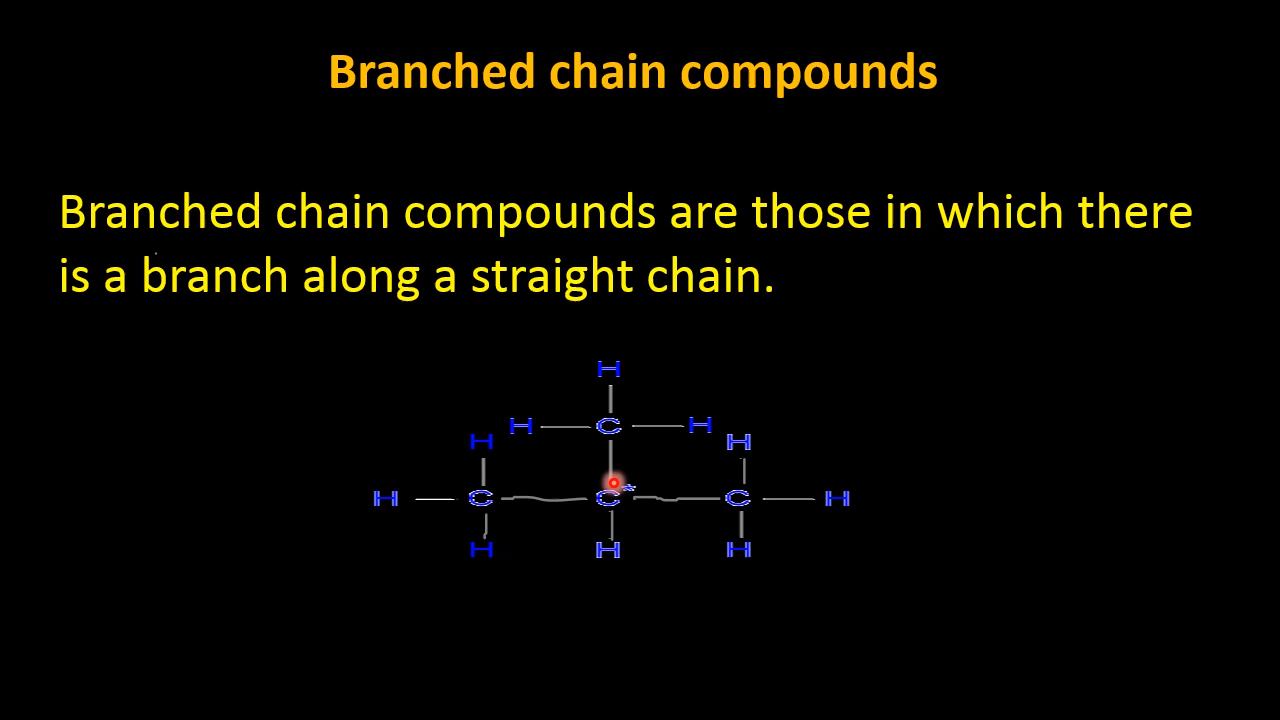 Branched chain compounds
Branched chain compounds are those in which there
is a branch along a straight chain.
H
H C H
H H
H C C* C H
H H H